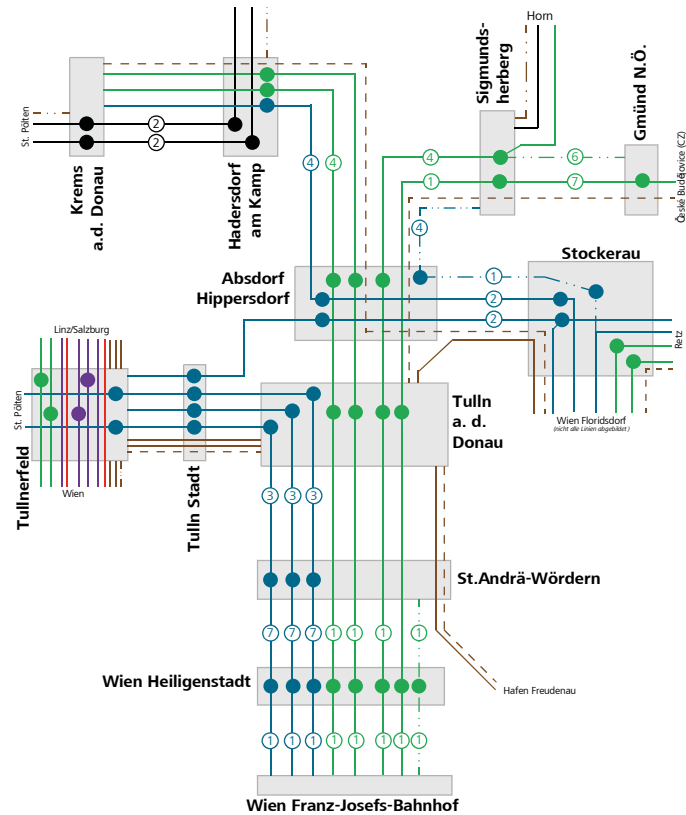 Horn
Sigmunds-
herberg
Gmünd N.Ö.
České Budějovice (CZ)
St. Pölten
2
2
Krems
a.d. Donau
Hadersdorf
am Kamp
4
4
4
6
1
7
4
Absdorf
Hippersdorf
Stockerau
1
2
2
Retz
Wien Floridsdorf
(nicht alle Linien abgebildet )
Linz/Salzburg
St. Pölten
Wien
Tullnerfeld
Tulln Stadt
Tulln
a. d.
Donau
3
3
3
St.Andrä-Wördern
7
7
7
1
1
1
1
1
Wien Heiligenstadt
Hafen Freudenau
1
1
1
1
1
1
1
1
Wien Franz-Josefs-Bahnhof